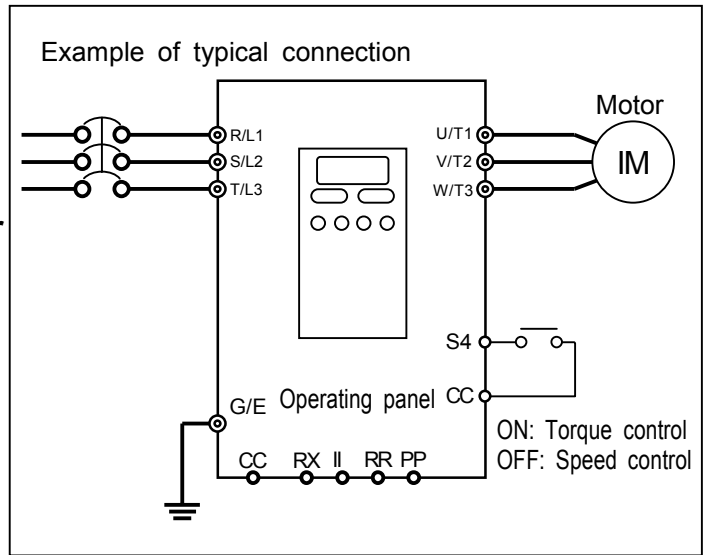 Example of typical connection
Motor
R/L1
S/L2
T/L3
U/T1
V/T2
W/T3
IM
S4
CC
G/E
Operating panel
ON: Torque control
OFF: Speed control
CC RX II RR PP